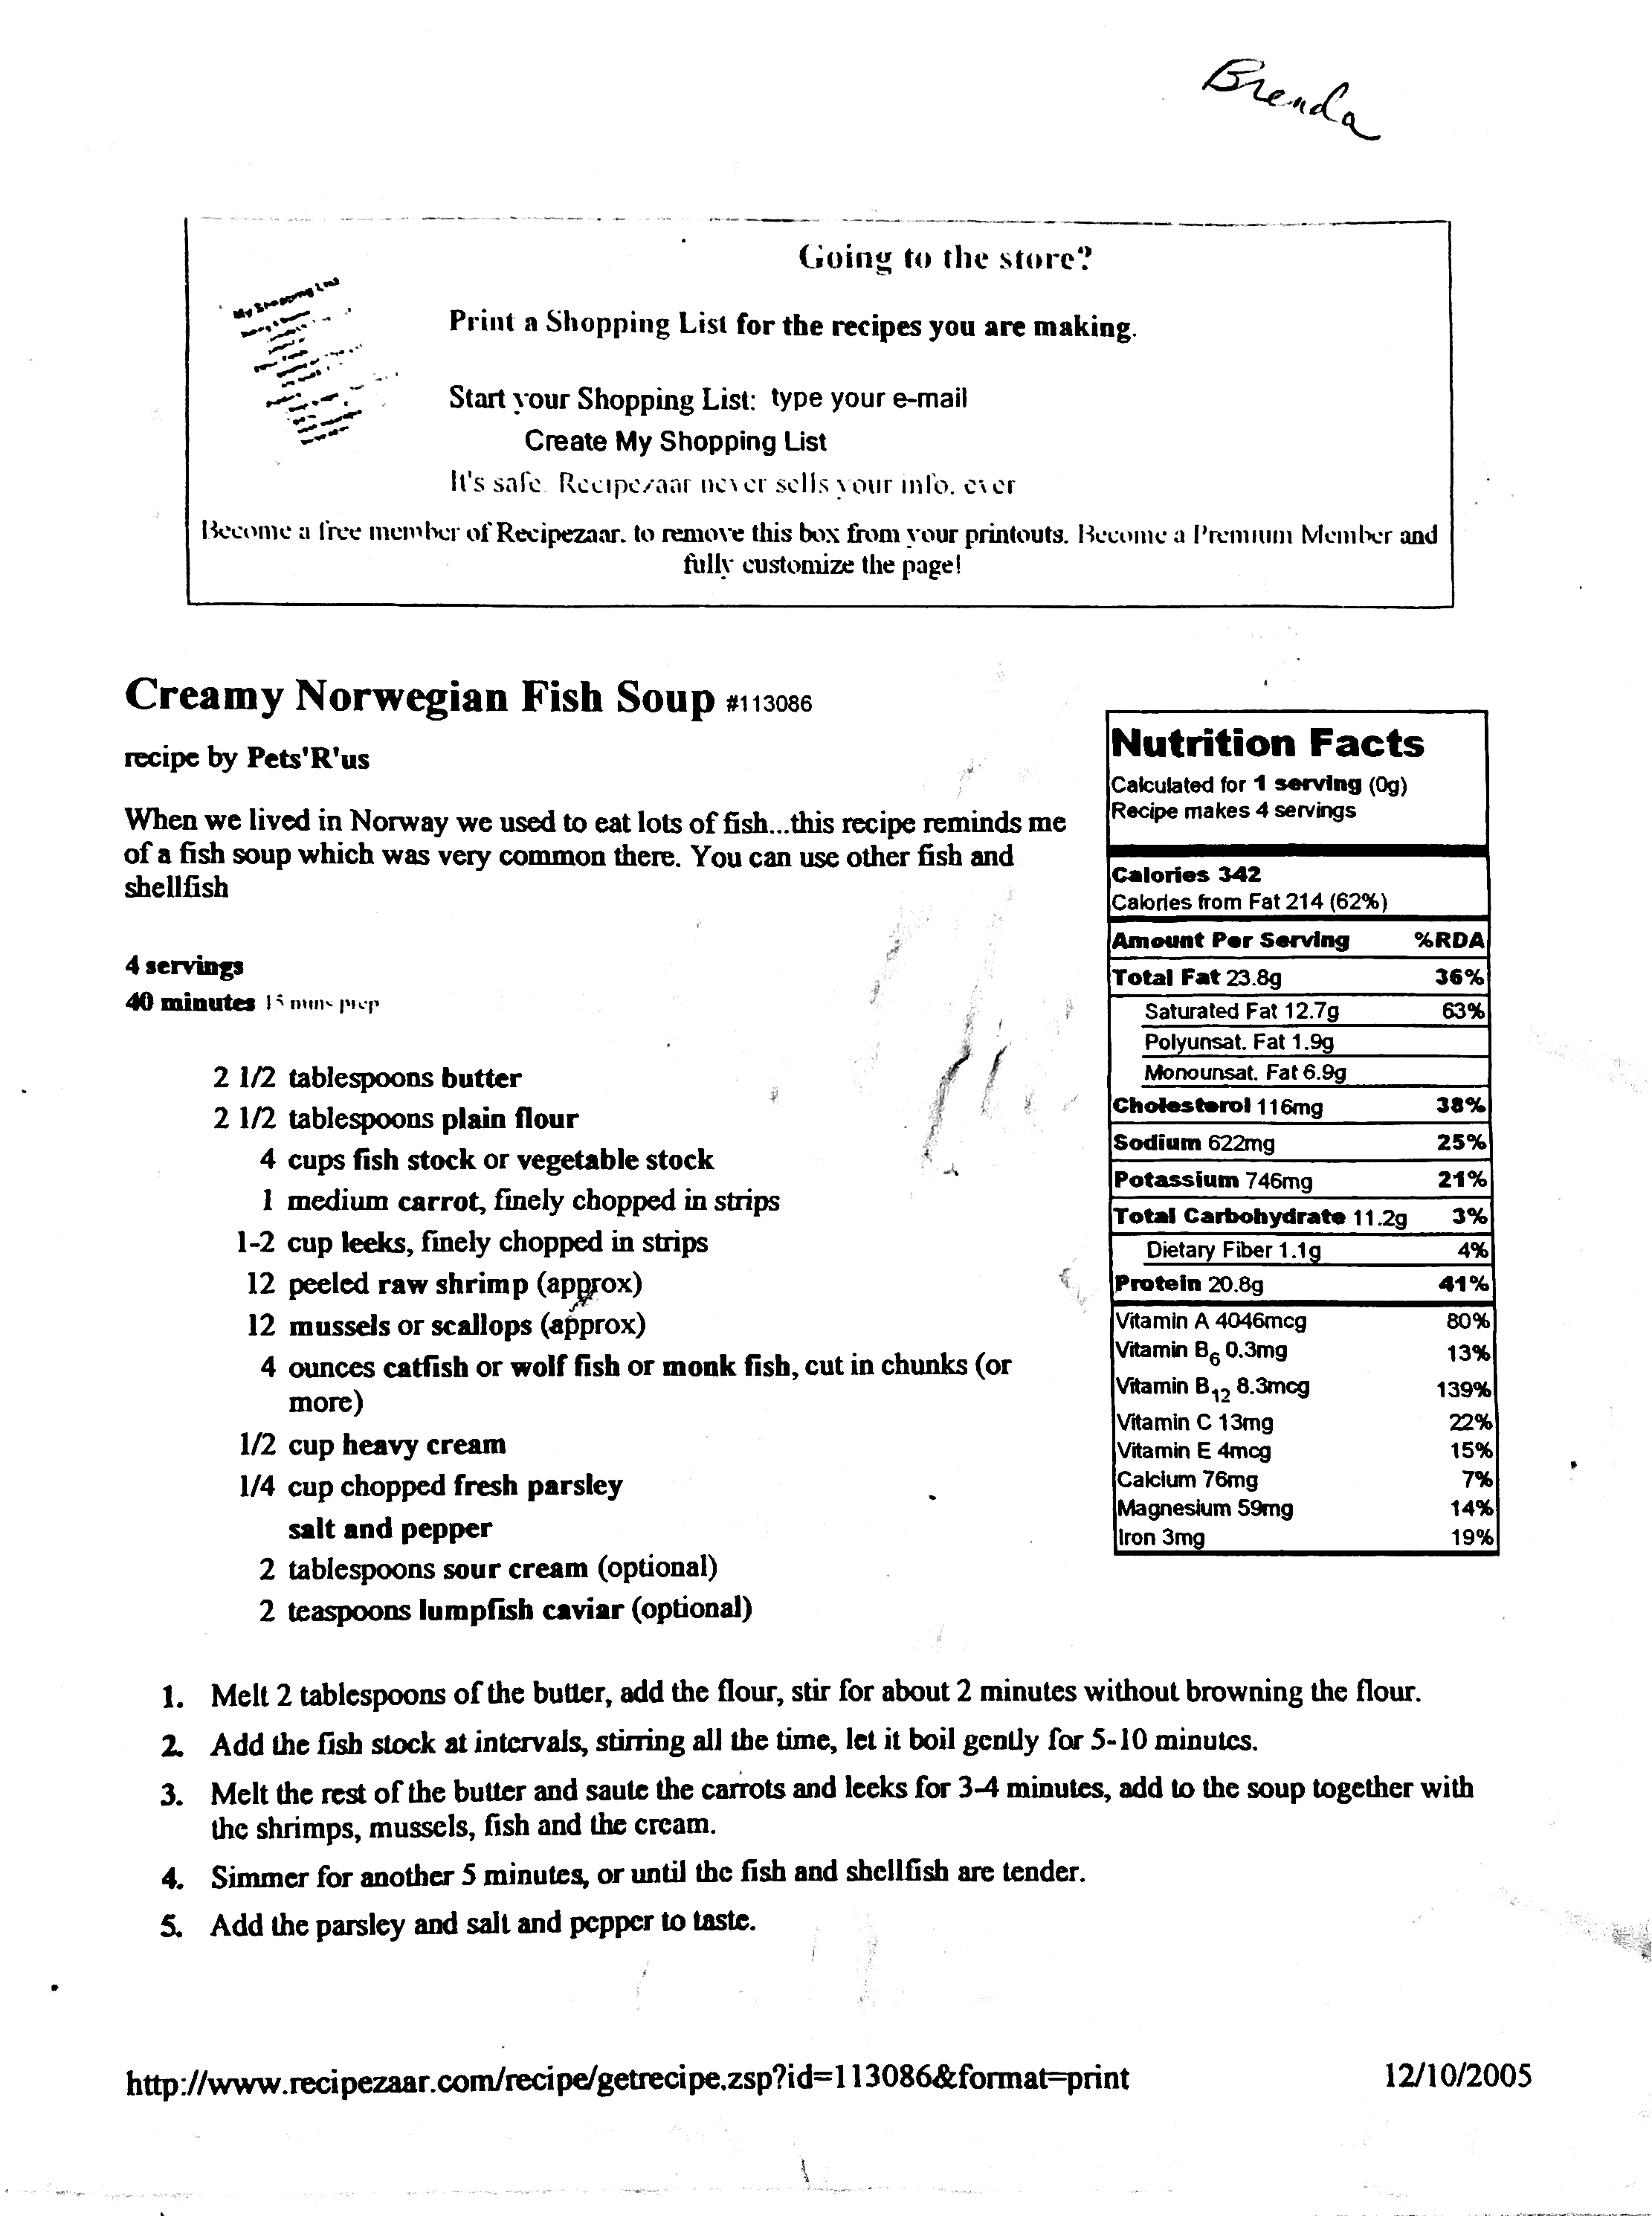 Brenda
Going to the store?
My Shopping List
Print a Shopping List for the recipes you are making.
Start your Shopping List: type your e-mail
Create My Shopping List
It's safe. Recipezaar never sells your info, ever
Become a free member of Recipezaar. to remove this box from your printouts. Become a Premium Member and
fully customize the page!
Creamy Norwegian Fish Soup #113086
recipe by Pets'R'us
When we lived in Norway we used to eat lots of fish...this recipe reminds me
of a fish soup which was very common there. You can use other fish and
shellfish
4 servings
40 minutes 15 mins prep
2 1/2 tablespoons butter
2 1/2 tablespoons plain flour
4 cups fish stock or vegetable stock
1 medium carrot, finely chopped in strips
1-2 cup leeks, finely chopped in strips
12 peeled raw shrimp (approx)
12 mussels or scallops (approx)
4 ounces catfish or wolf fish or monk fish, cut in chunks (or
more)
1/2 cup heavy cream
1/4 cup chopped fresh parsley
salt and pepper
2 tablespoons sour cream (optional)
2 teaspoons lumpfish caviar (optional)
Nutrition Facts
Calculated for 1 serving (0g)
Recipe makes 4 servings
Calories 342
Calories from Fat 214 (62%)
Amount Per Serving %RDA
Total Fat 23.8g 36%
Saturated Fat 12.7g 63%
Polyunsat. Fat 1.9g
Monounsat. Fat 6.9g
Cholesterol 116mg 38%
Sodium 622mg 25%
Potassium 746mg 21%
Total Carbohydrate 11.2g 3%
Dietary Fiber 1.1g 4%
Protein 20.8g 41%
Vitamin A 4046mcg 80%
Vitamin B6 0.3mg 13%
Vitamin B12 8.3mcg 139%
Vitamin C 13mg 22%
Vitamin E 4mcg 15%
Calcium 76mg 7%
Magnesium 59mg 14%
Iron 3mg 19%
1. Melt 2 tablespoons of the butter, add the flour, stir for about 2 minutes without browning the flour.
2. Add the fish stock at intervals, stirring all the time, let it boil gently for 5-10 minutes.
3. Melt the rest of the butter and saute the carrots and leeks for 3-4 minutes, add to the soup together with
the shrimps, mussels, fish and the cream.
4. Simmer for another 5 minutes, or until the fish and shellfish are tender.
5. Add the parsley and salt and pepper to taste.
http://www.recipezaar.com/recipe/getrecipe.zsp?id=113086&format=print 12/10/2005